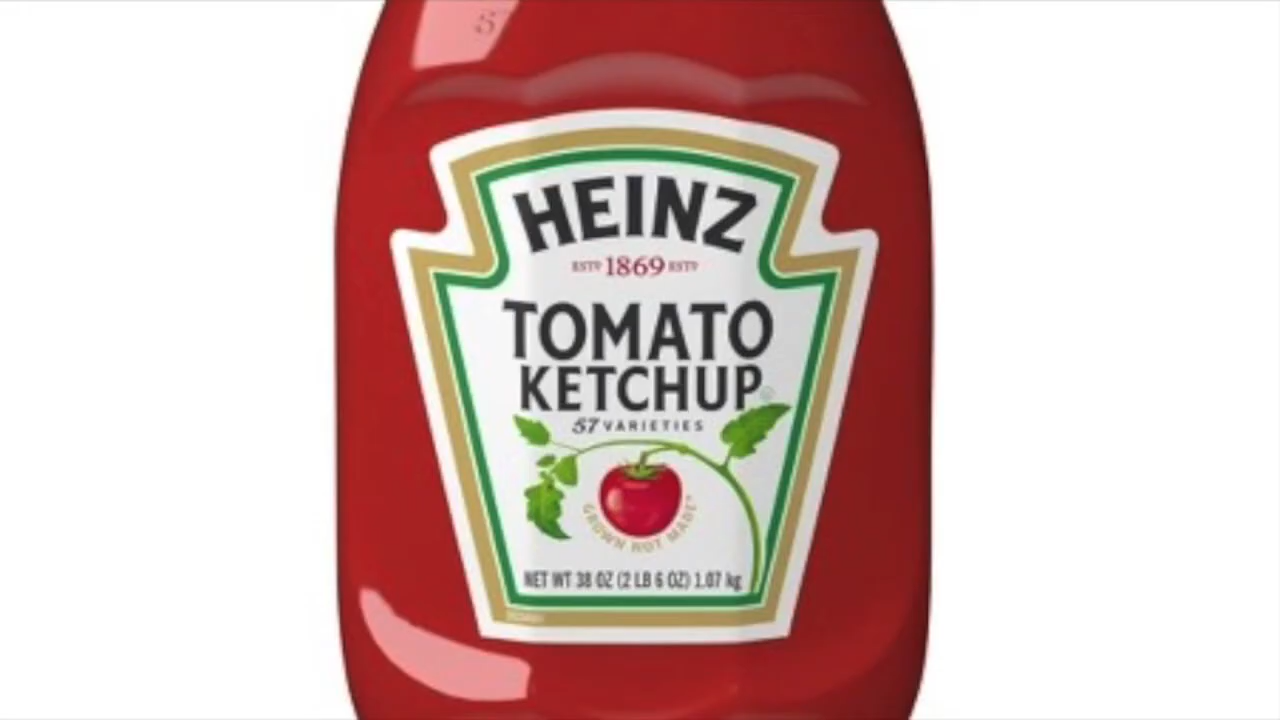 HEINZ
ESTD 1869 ESTD
TOMATO
KETCHUP
57 VARIETIES
GROWN NOT MADE™
NET WT 38 OZ (2 LB 6 OZ) 1.07 kg